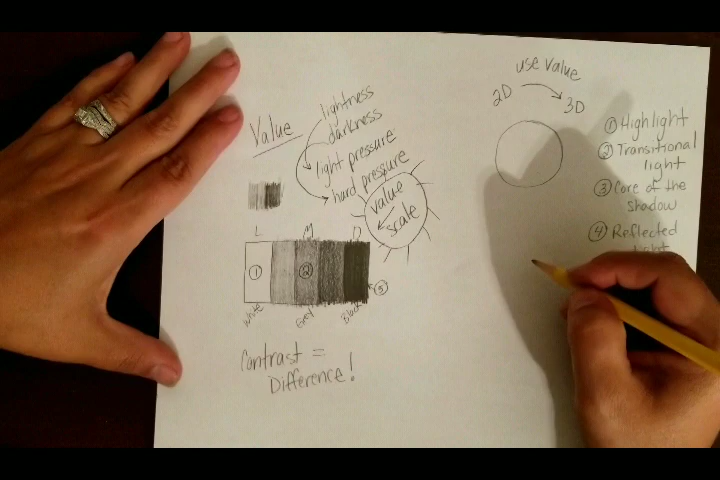 Value
lightness
darkness
light pressure
hard pressure
value
scale
L M D
1 2 3
White Grey Black
Contrast =
Difference!
use value
2D 3D
1 Highlight
2 Transitional
light
3 Core of the
shadow
4 Reflected
light